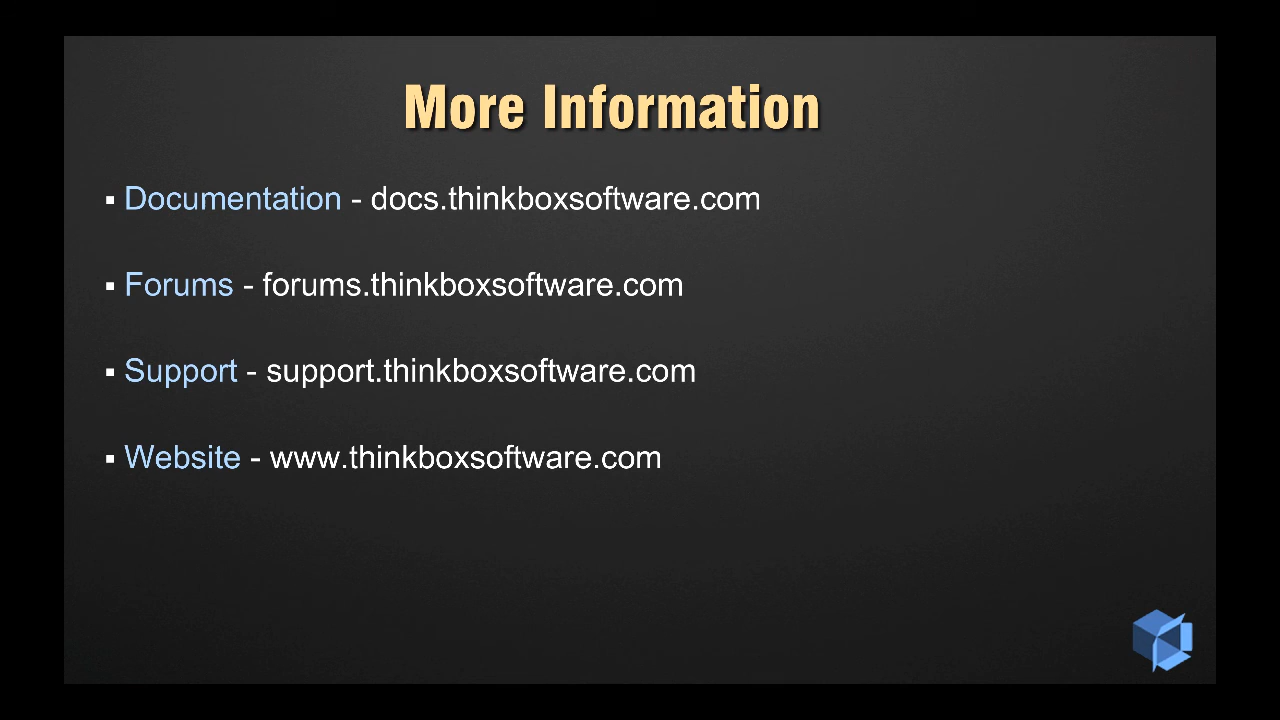 More Information
▪ Documentation - docs.thinkboxsoftware.com
▪ Forums - forums.thinkboxsoftware.com
▪ Support - support.thinkboxsoftware.com
▪ Website - www.thinkboxsoftware.com